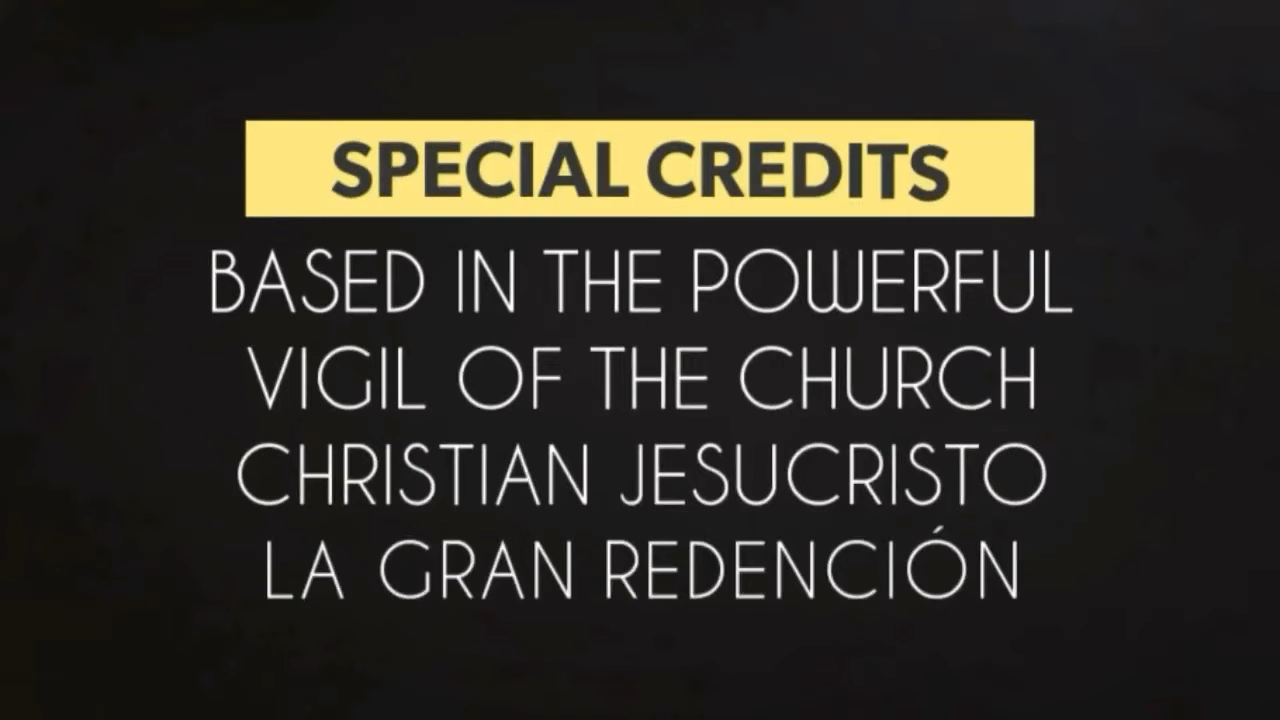 SPECIAL CREDITS
BASED IN THE POWERFUL
VIGIL OF THE CHURCH
CHRISTIAN JESUCRISTO
LA GRAN REDENCIÓN